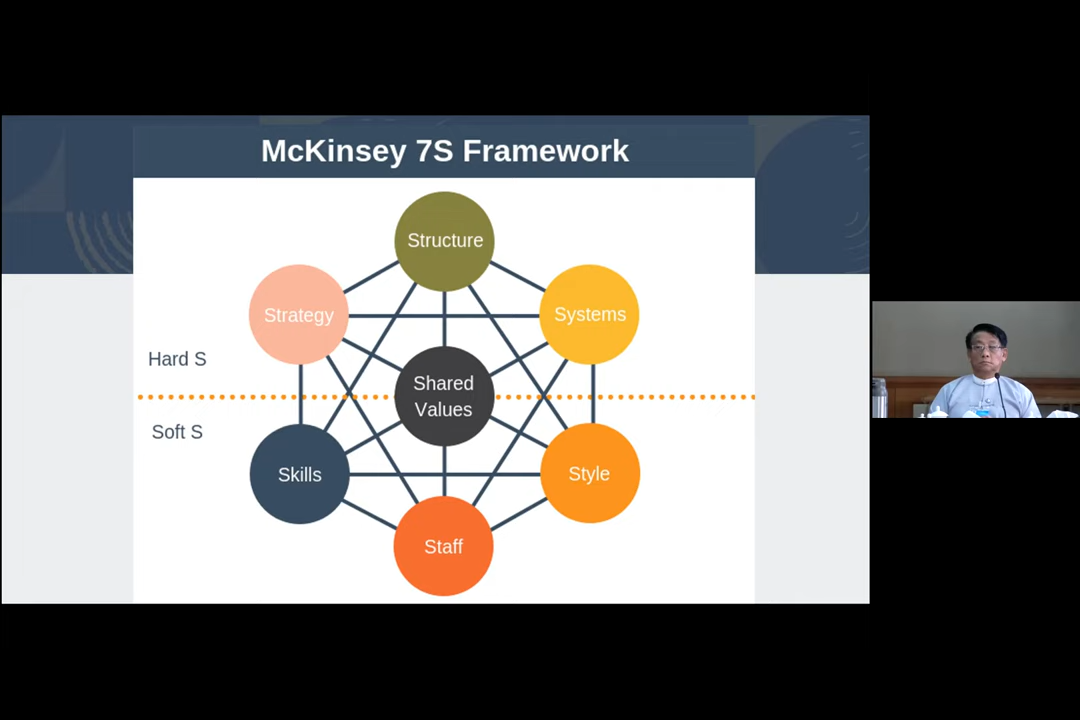 McKinsey 7S Framework
Structure
Strategy
Systems
Hard S
Shared
Values
Soft S
Skills
Style
Staff